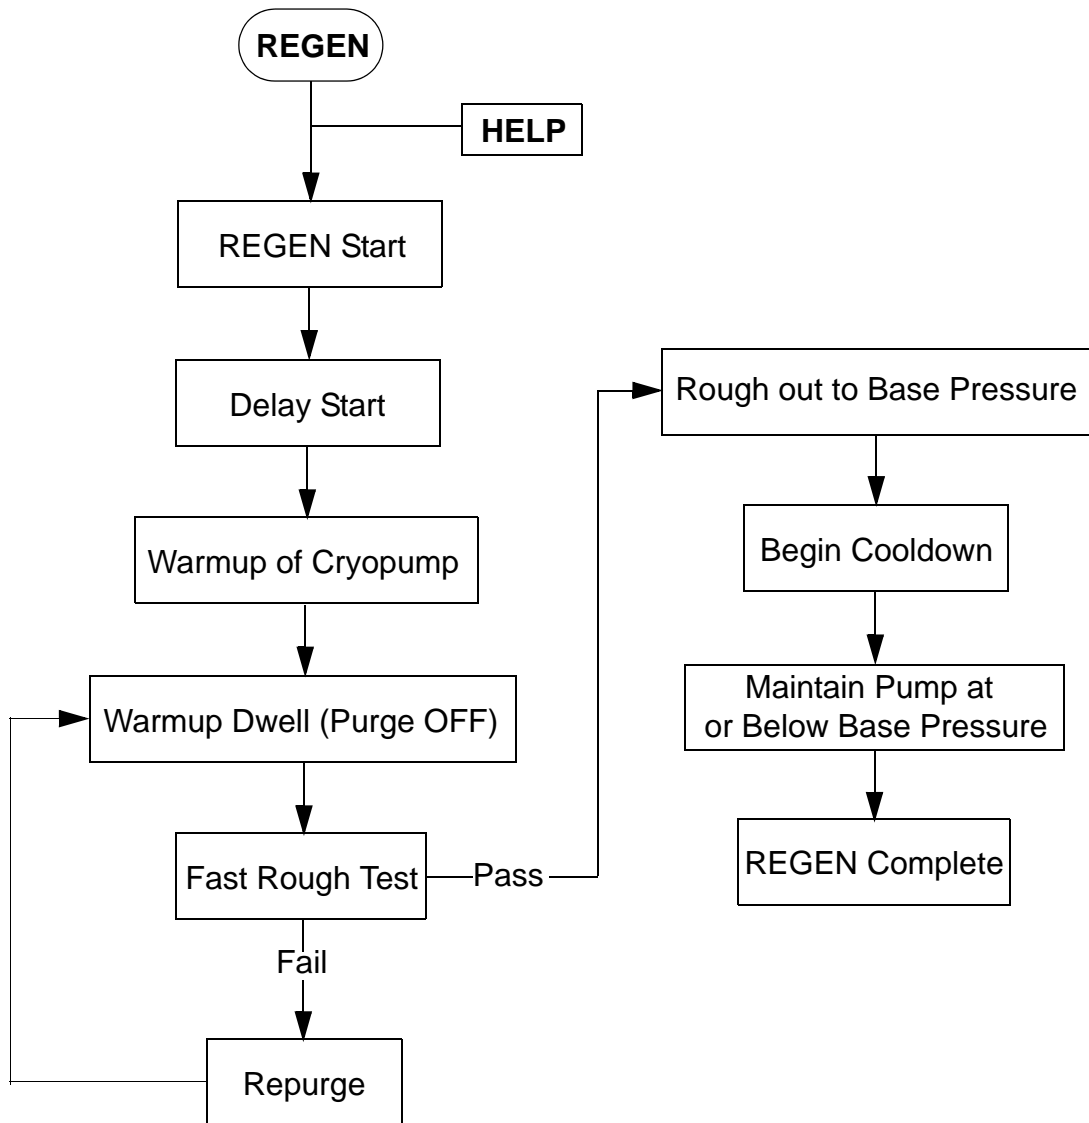 REGEN
HELP
REGEN Start
Delay Start
Warmup of Cryopump
Warmup Dwell (Purge OFF)
Fast Rough Test
Pass
Fail
Repurge
Rough out to Base Pressure
Begin Cooldown
Maintain Pump at
or Below Base Pressure
REGEN Complete